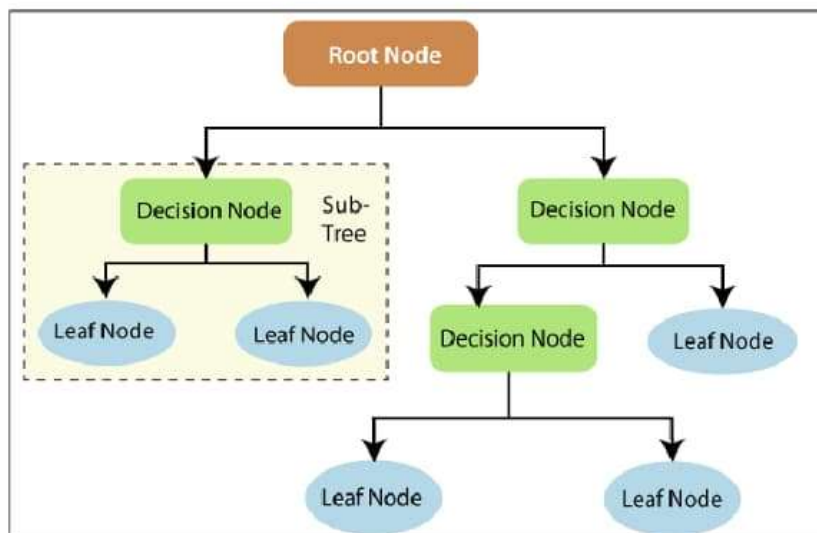 Root Node
Decision Node
Sub-
Tree
Decision Node
Leaf Node
Leaf Node
Decision Node
Leaf Node
Leaf Node
Leaf Node